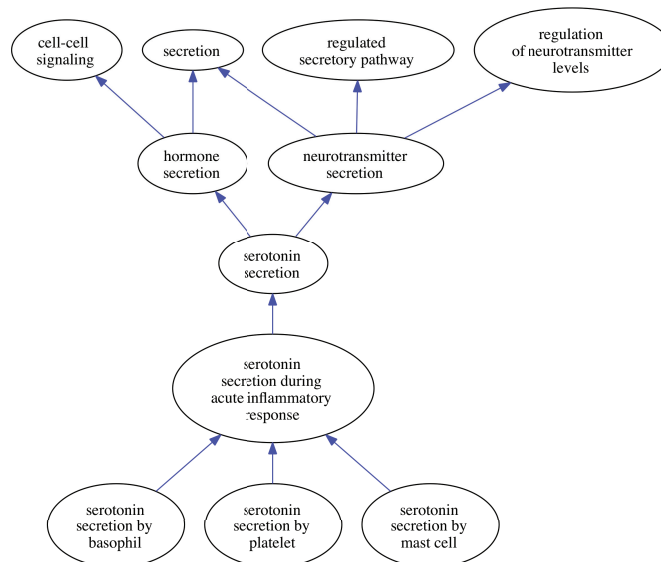 cell-cell
signaling
secretion
regulated
secretory pathway
regulation
of neurotransmitter
levels
hormone
secretion
neurotransmitter
secretion
serotonin
secretion
serotonin
secretion during
acute inflammatory
response
serotonin
secretion by
basophil
serotonin
secretion by
platelet
serotonin
secretion by
mast cell